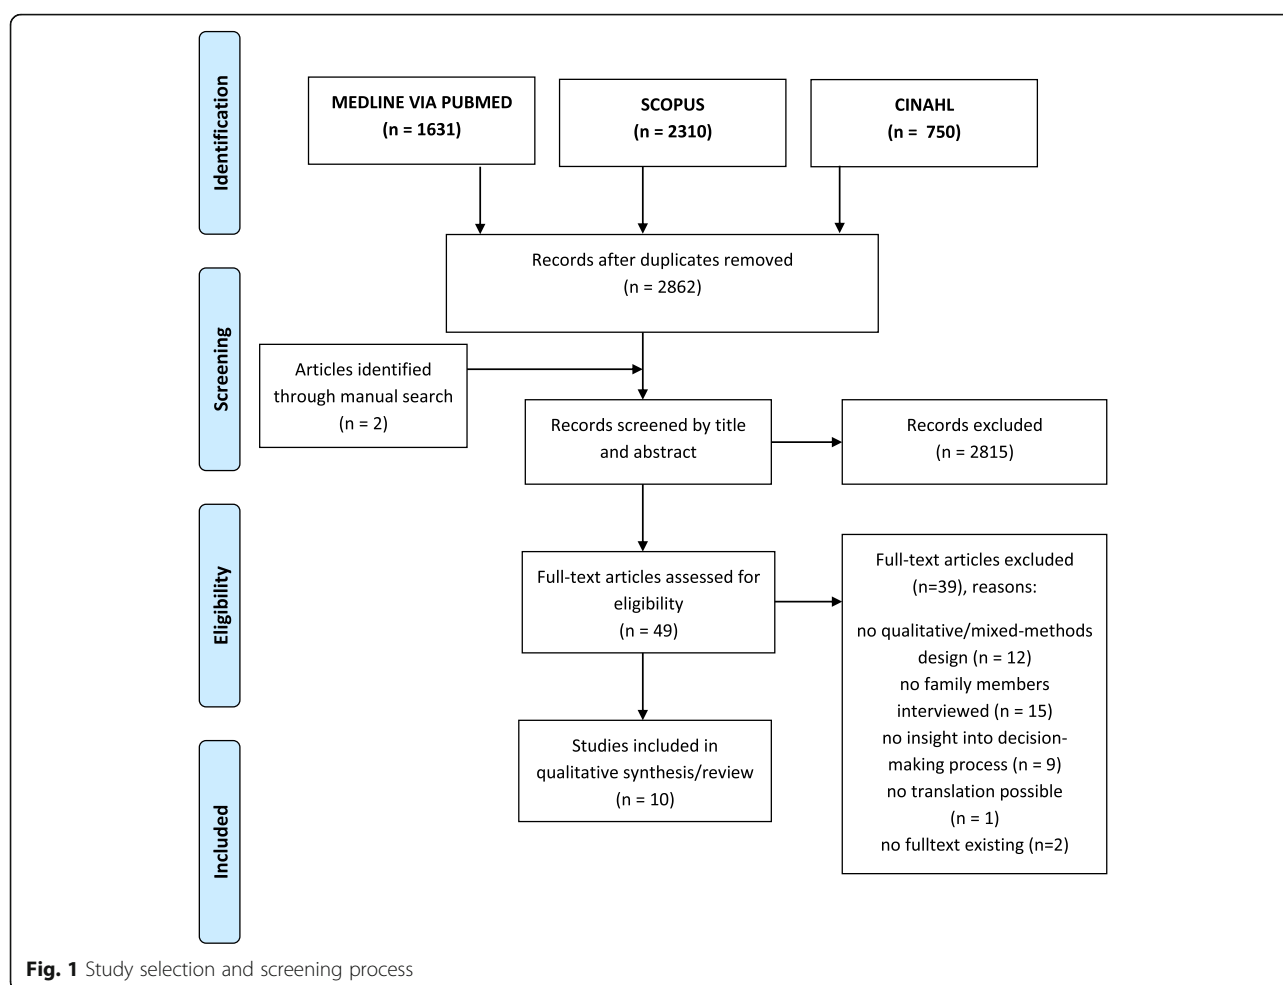 Identification
MEDLINE VIA PUBMED
(n = 1631)
SCOPUS
(n = 2310)
CINAHL
(n =  750)
Records after duplicates removed
(n = 2862)
Screening
Articles identified
through manual search
(n = 2)
Records screened by title
and abstract
Records excluded
(n = 2815)
Eligibility
Full-text articles assessed for
eligibility
(n = 49)
Full-text articles excluded
(n=39), reasons:
no qualitative/mixed-methods
design (n = 12)
no family members
interviewed (n = 15)
no insight into decision-
making process (n = 9)
no translation possible
(n = 1)
no fulltext existing (n=2)
Included
Studies included in
qualitative synthesis/review
(n = 10)
Fig. 1 Study selection and screening process